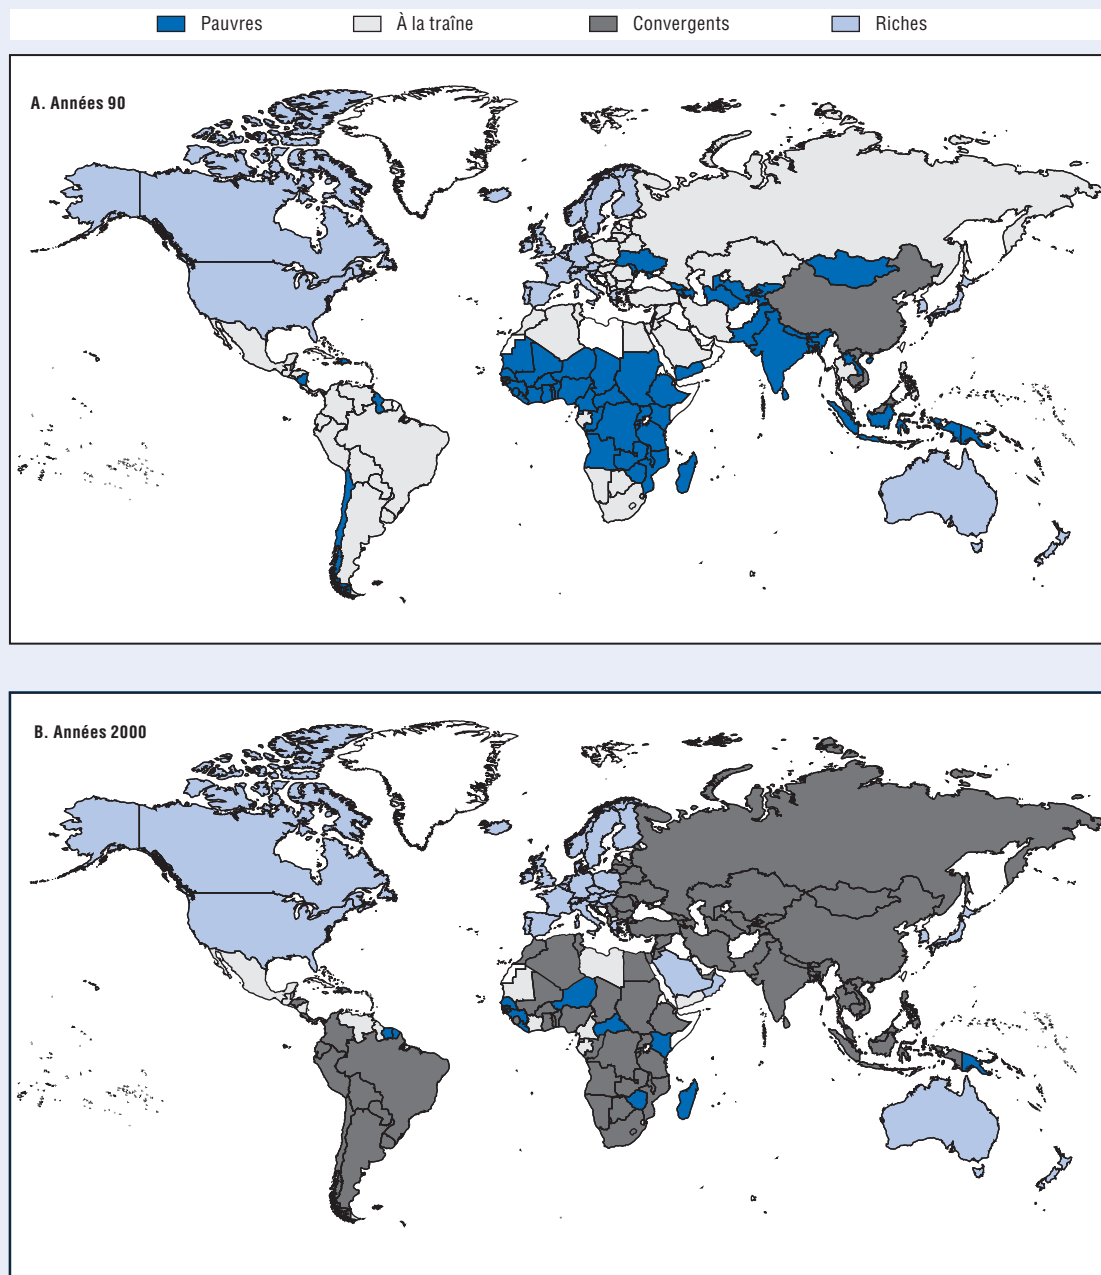 Pauvres À la traîne Convergents Riches
A. Années 90
B. Années 2000